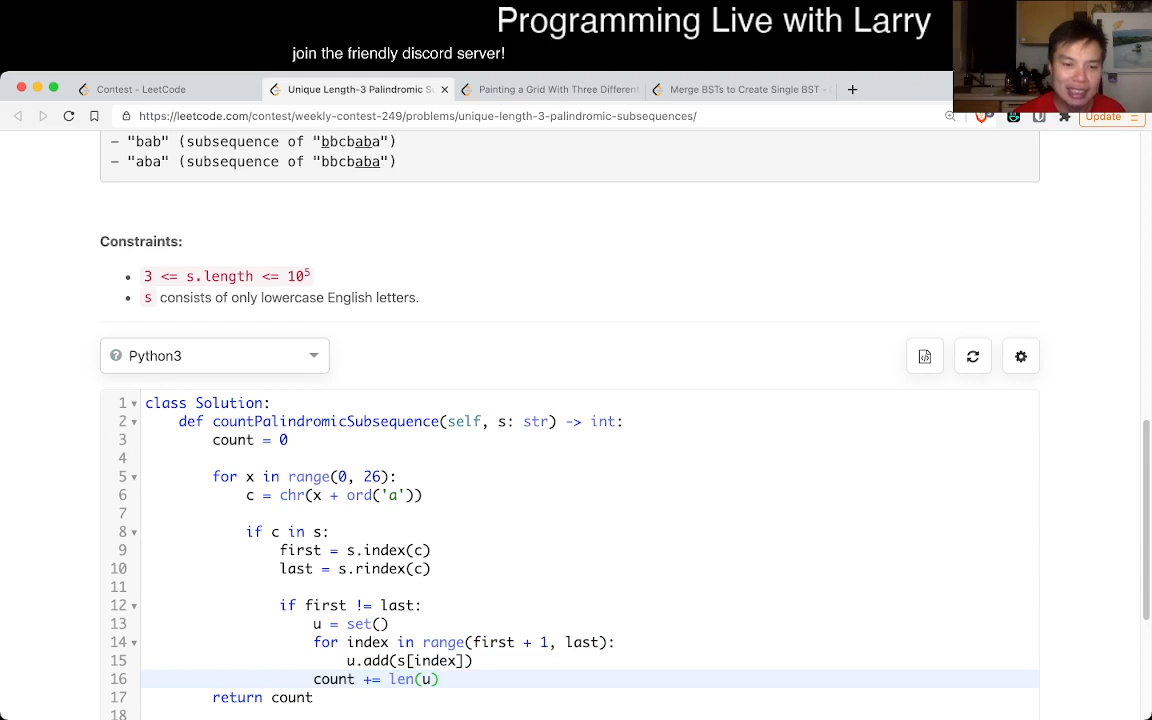 Programming Live with Larry
join the friendly discord server!
Contest - LeetCode
Unique Length-3 Palindromic S
Painting a Grid With Three Different
Merge BSTs to Create Single BST -
https://leetcode.com/contest/weekly-contest-249/problems/unique-length-3-palindromic-subsequences/
Update
- "bab" (subsequence of "bbcbaba")
- "aba" (subsequence of "bbcbaba")
Constraints:
• 3 <= s.length <= 10⁵
• s consists of only lowercase English letters.
Python3
1 class Solution:
2 def countPalindromicSubsequence(self, s: str) -> int:
3 count = 0
4
5 for x in range(0, 26):
6 c = chr(x + ord('a'))
7
8 if c in s:
9 first = s.index(c)
10 last = s.rindex(c)
11
12 if first != last:
13 u = set()
14 for index in range(first + 1, last):
15 u.add(s[index])
16 count += len(u)
17 return count
18